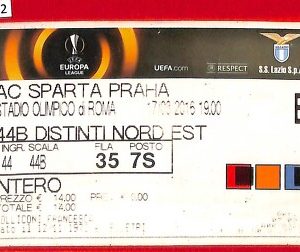 2
EUROPA
LEAGUE
UEFA.com
RESPECT
S.S. Lazio S.p.
AC SPARTA PRAHA
STADIO OLIMPICO di ROMA 17/03/2016 19.00
44B DISTINTI NORD EST
INGR. SCALA FILA POSTO
44 44B 35 7S
INTERO
PREZZO = € 14,00
€ 14,00